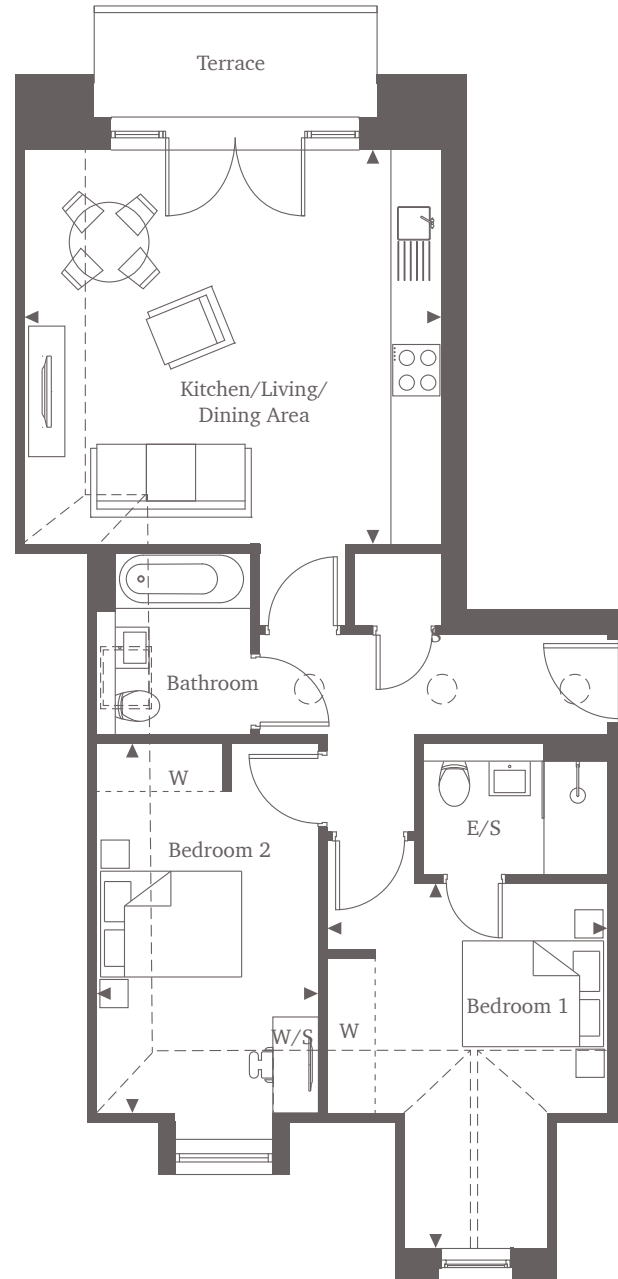 Terrace
Kitchen/Living/
Dining Area
S
Bathroom
W
E/S
Bedroom 2
Bedroom 1
W/S
W